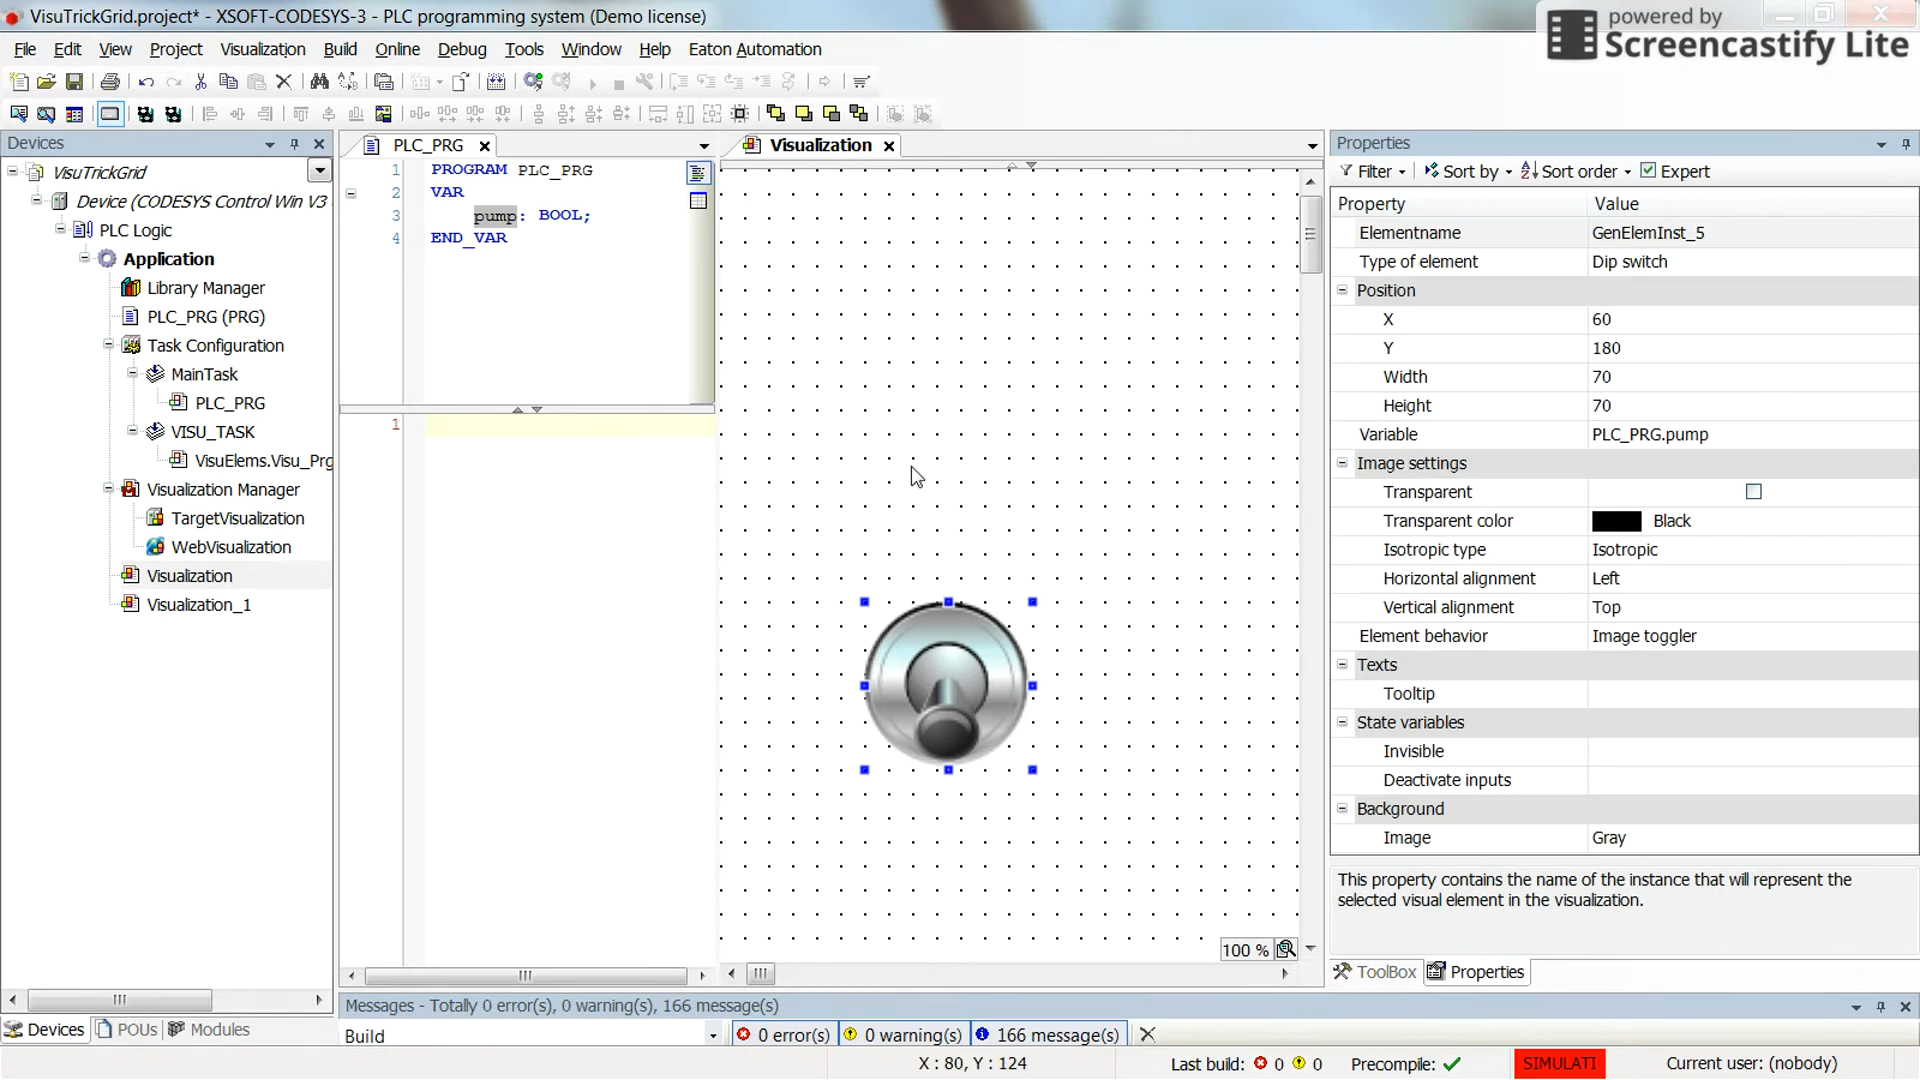 VisuTrickGrid.project* - XSOFT-CODESYS-3 - PLC programming system (Demo license)
powered by
Screencastify Lite
File Edit View Project Visualization Build Online Debug Tools Window Help Eaton Automation
Devices
VisuTrickGrid
Device (CODESYS Control Win V3
PLC Logic
Application
Library Manager
PLC_PRG (PRG)
Task Configuration
MainTask
PLC_PRG
VISU_TASK
VisuElems.Visu_Prg
Visualization Manager
TargetVisualization
WebVisualization
Visualization
Visualization_1
Devices POUs Modules
PLC_PRG
1 PROGRAM PLC_PRG
2 VAR
3 pump: BOOL;
4 END_VAR
1
Visualization
100 %
Properties
Filter Sort by Sort order Expert
Property Value
Elementname GenElemInst_5
Type of element Dip switch
Position
X 60
Y 180
Width 70
Height 70
Variable PLC_PRG.pump
Image settings
Transparent
Transparent color Black
Isotropic type Isotropic
Horizontal alignment Left
Vertical alignment Top
Element behavior Image toggler
Texts
Tooltip
State variables
Invisible
Deactivate inputs
Background
Image Gray
This property contains the name of the instance that will represent the
selected visual element in the visualization.
ToolBox Properties
Messages - Totally 0 error(s), 0 warning(s), 166 message(s)
Build 0 error(s) 0 warning(s) 166 message(s)
X : 80, Y : 124 Last build: 0 0 Precompile: SIMULATI Current user: (nobody)